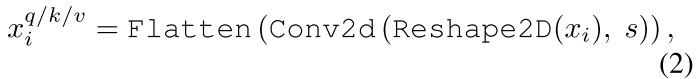 x_i^{q/k/v} = Flatten (Conv2d (Reshape2D(x_i), s)) ,
(2)